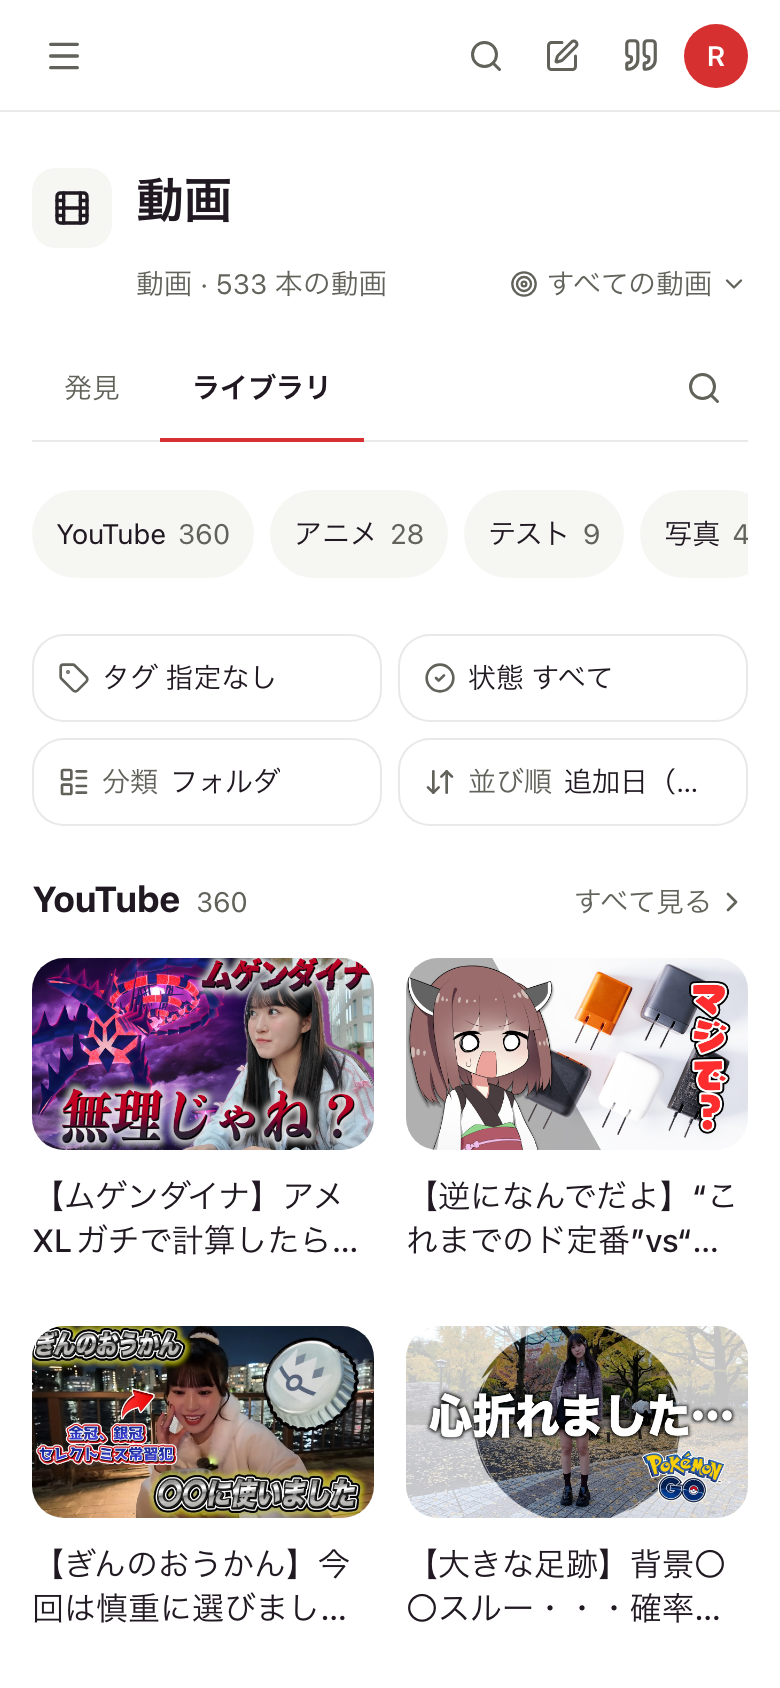 R
動画
動画 · 533 本の動画
すべての動画
発見
ライブラリ
YouTube 360
アニメ 28
テスト 9
写真 4
タグ 指定なし
状態 すべて
分類 フォルダ
並び順 追加日（...
YouTube 360
すべて見る
ムゲンダイナ
無理じゃね？
マジで？
【ムゲンダイナ】アメ
XLガチで計算したら...
【逆になんでだよ】“こ
れまでのド定番”vs“...
ぎんのおうかん
金冠、銀冠
セレクトミス常習犯
〇〇に使いました
心折れました…
POKÉMON
GO
【ぎんのおうかん】今
回は慎重に選びまし...
【大きな足跡】背景〇
〇スルー・・・確率...